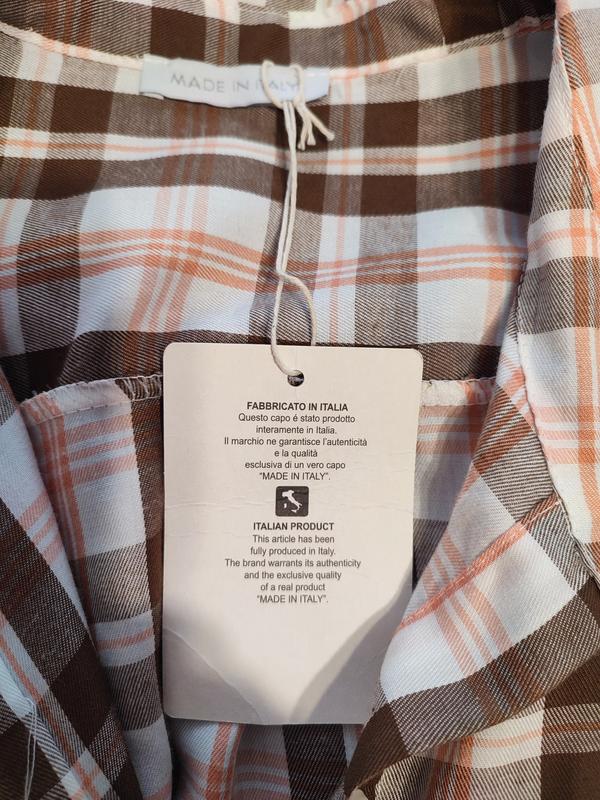 MADE IN ITALY
FABBRICATO IN ITALIA
Questo capo é stato prodotto
interamente in Italia.
Il marchio ne garantisce l'autenticità
e la qualità
esclusiva di un vero capo
"MADE IN ITALY".
ITALIAN PRODUCT
This article has been
fully produced in Italy.
The brand warrants its authenticity
and the exclusive quality
of a real product
"MADE IN ITALY".